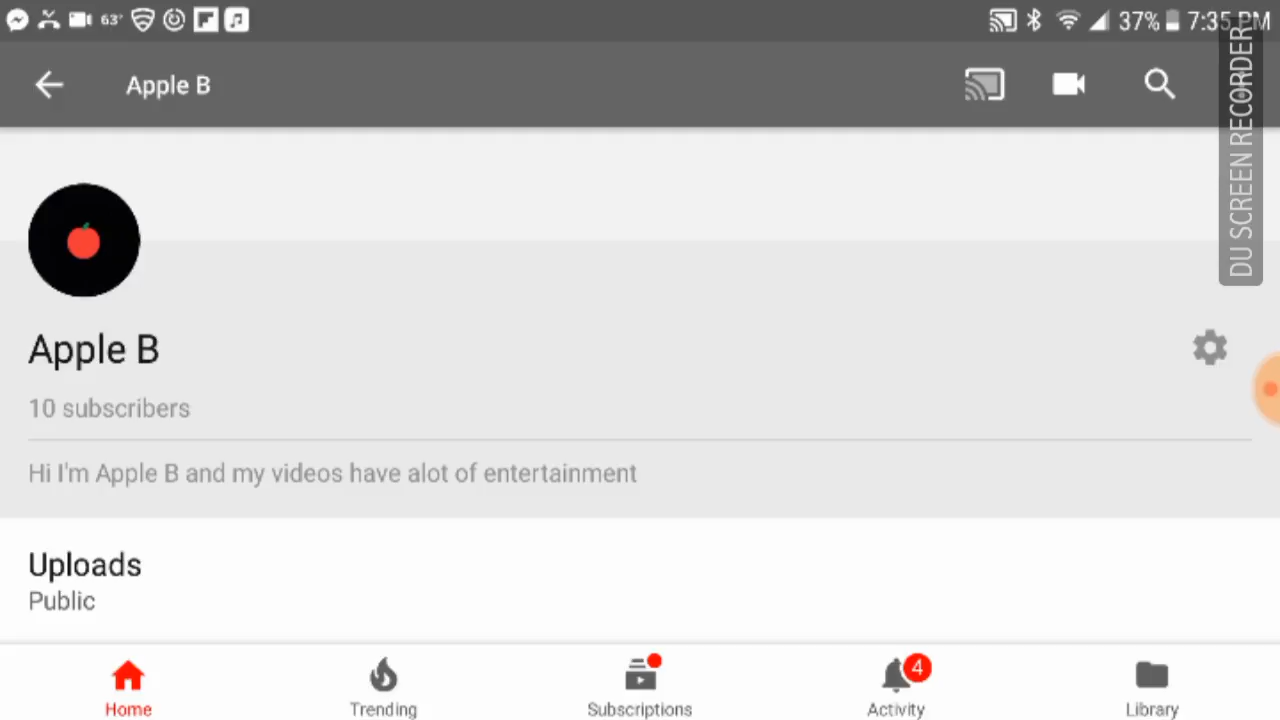 63° 37% 7:35 PM
Apple B
DU SCREEN RECORDER
Apple B
10 subscribers
Hi I'm Apple B and my videos have alot of entertainment
Uploads
Public
4
Home Trending Subscriptions Activity Library